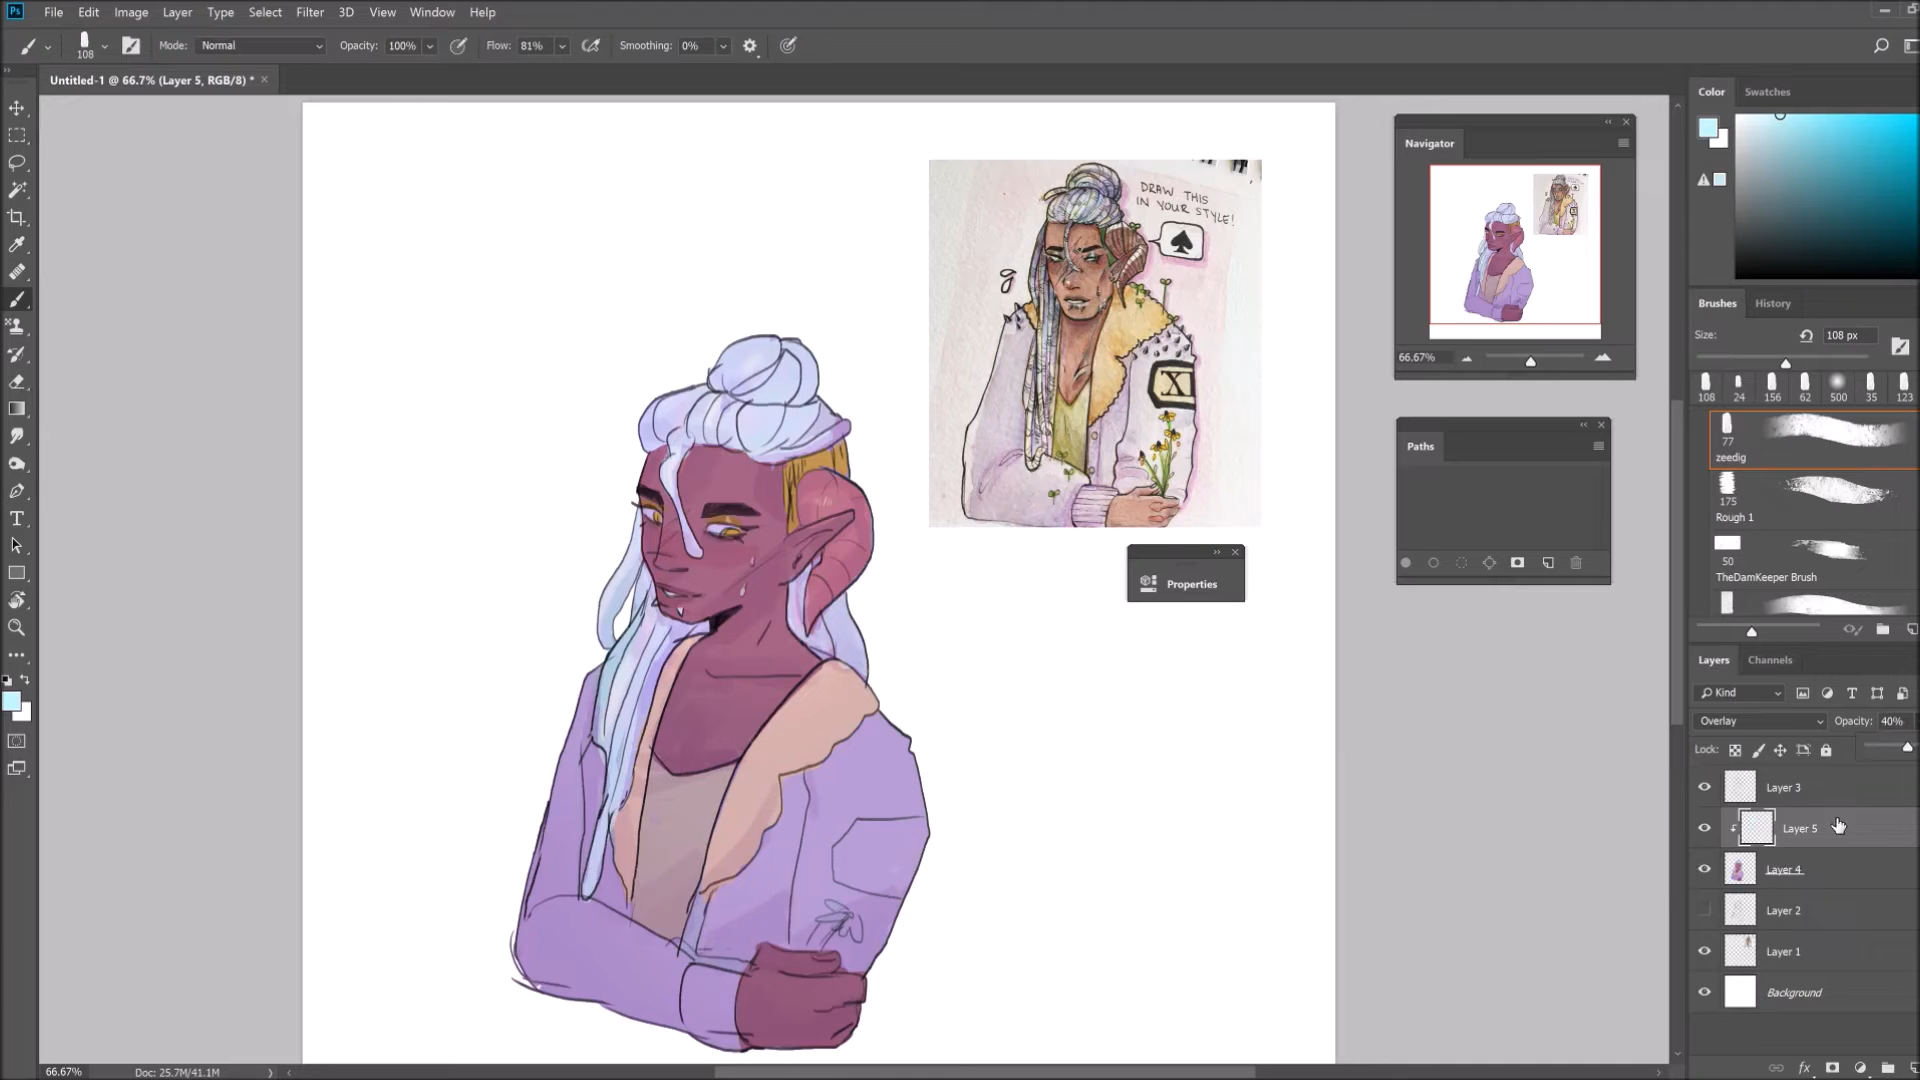 Ps File Edit Image Layer Type Select Filter 3D View Window Help
108 Mode: Normal Opacity: 100% Flow: 81% Smoothing: 0%
Untitled-1 @ 66.7% (Layer 5, RGB/8) * ×
Color Swatches
Navigator
66.67%
Paths
Properties
DRAW THIS
IN YOUR STYLE!
g
XI
Brushes History
Size: 108 px
108 24 156 62 500 35 123
77
zeedig
175
Rough 1
50
TheDamKeeper Brush
Layers Channels
Kind
Overlay Opacity: 40%
Lock:
Layer 3
Layer 5
Layer 4
Layer 2
Layer 1
Background
fx
66.67% Doc: 25.7M/41.1M